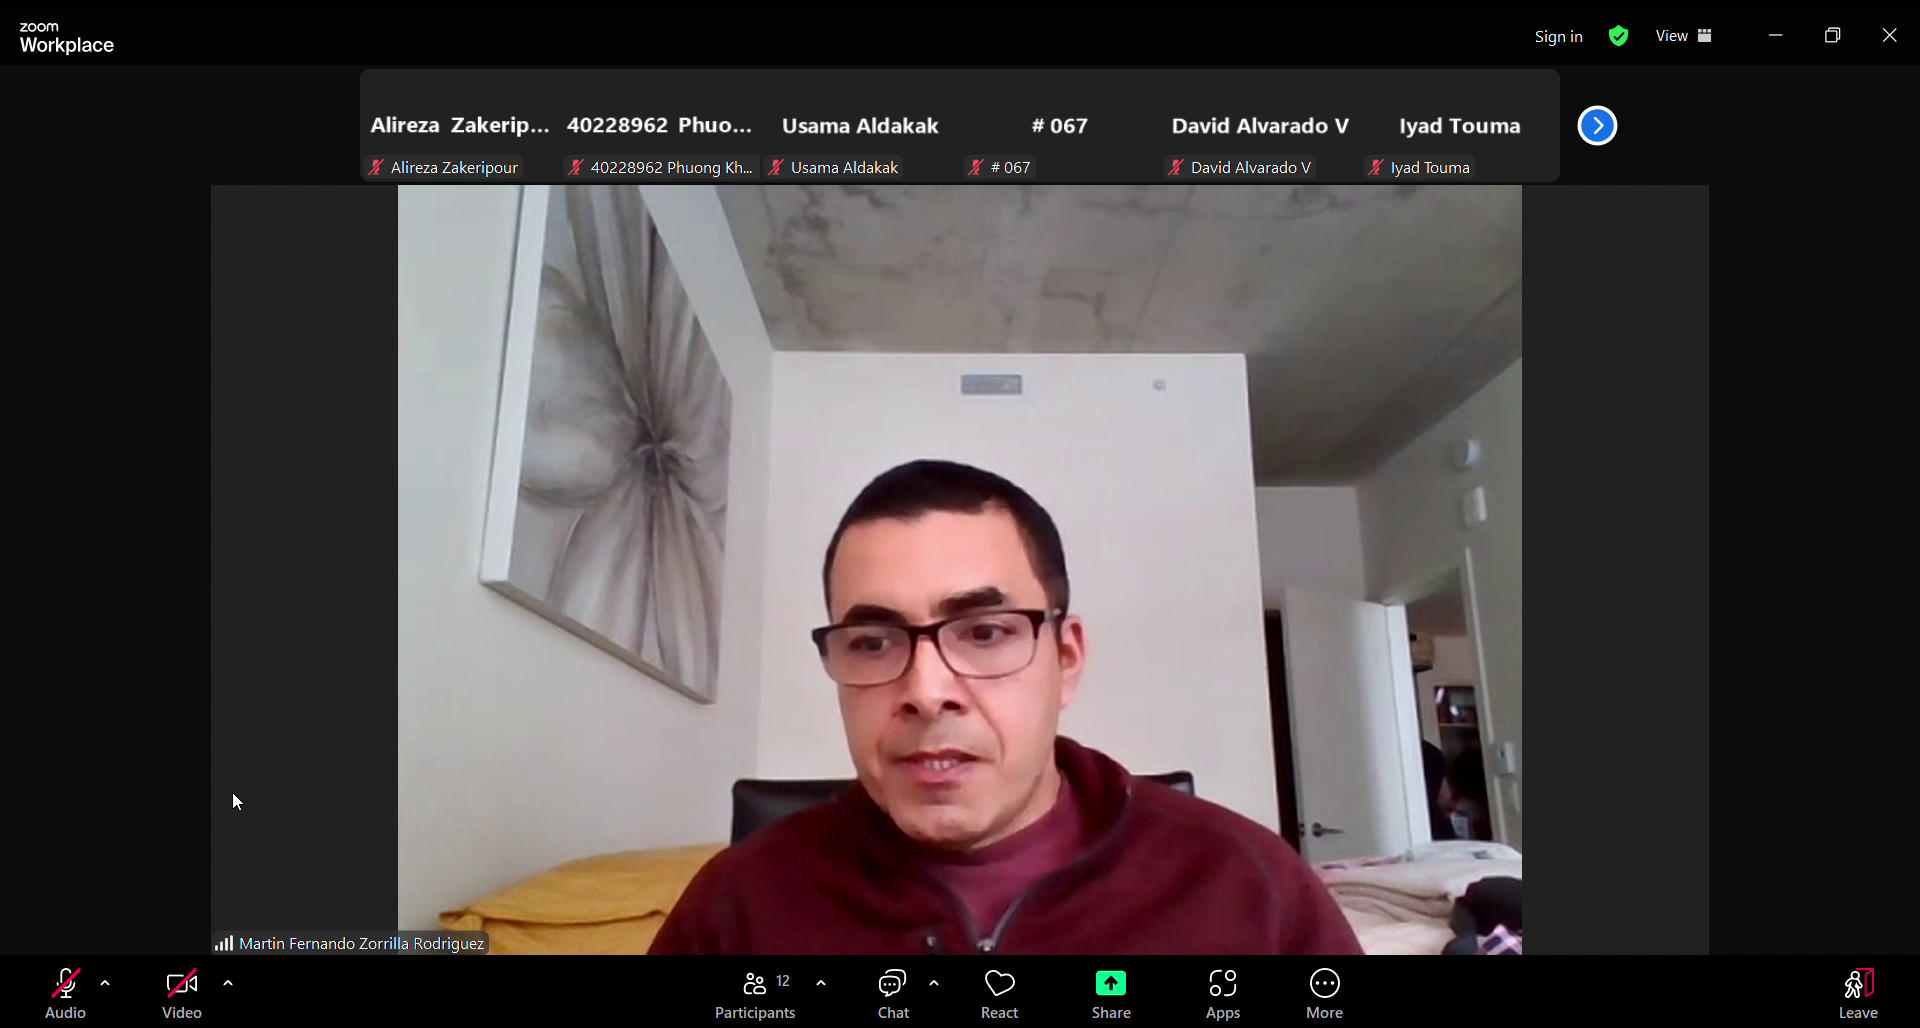 zoom
Workplace
Sign in
View
Alireza Zakerip...
40228962 Phuo...
Usama Aldakak
# 067
David Alvarado V
Iyad Touma
Alireza Zakeripour
40228962 Phuong Kh...
Usama Aldakak
# 067
David Alvarado V
Iyad Touma
Martin Fernando Zorrilla Rodriguez
Audio
Video
12
Participants
Chat
React
Share
Apps
More
Leave